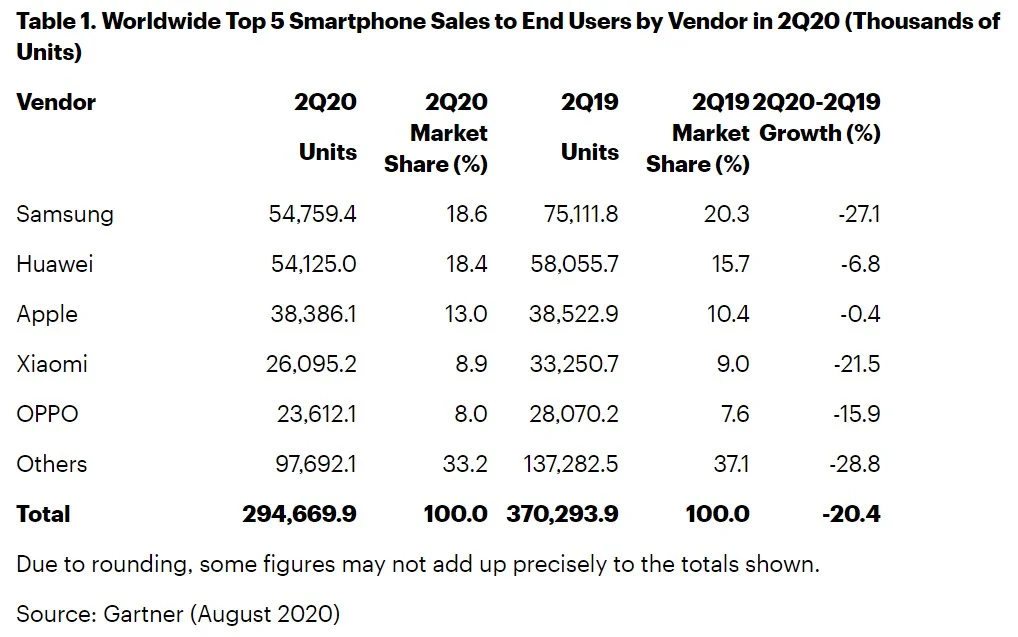 Table 1. Worldwide Top 5 Smartphone Sales to End Users by Vendor in 2Q20 (Thousands of
Units)
Vendor 2Q20 2Q20 2Q19 2Q19 2Q20-2Q19
Market Market Growth (%)
Units Units
Share (%) Share (%)
Samsung 54,759.4 18.6 75,111.8 20.3 -27.1
Huawei 54,125.0 18.4 58,055.7 15.7 -6.8
Apple 38,386.1 13.0 38,522.9 10.4 -0.4
Xiaomi 26,095.2 8.9 33,250.7 9.0 -21.5
OPPO 23,612.1 8.0 28,070.2 7.6 -15.9
Others 97,692.1 33.2 137,282.5 37.1 -28.8
Total 294,669.9 100.0 370,293.9 100.0 -20.4
Due to rounding, some figures may not add up precisely to the totals shown.
Source: Gartner (August 2020)